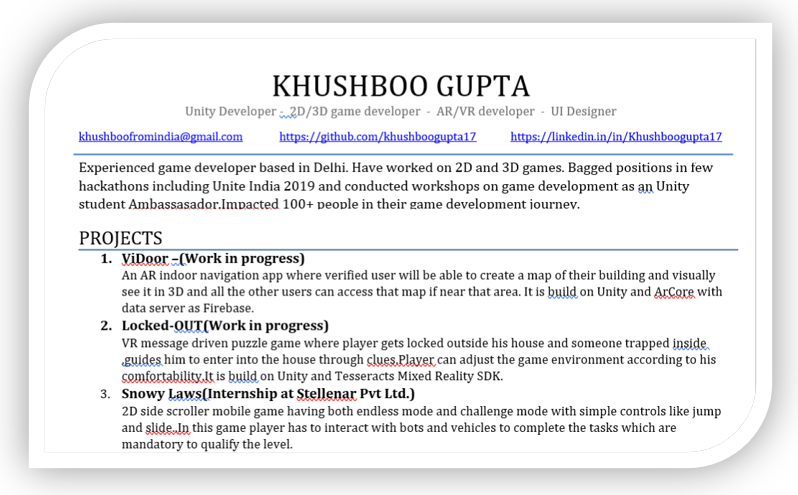 KHUSHBOO GUPTA
Unity Developer - 2D/3D game developer - AR/VR developer - UI Designer
khushboofromindia@gmail.com https://github.com/khushboogupta17 https://linkedin.in/in/Khushboogupta17
Experienced game developer based in Delhi. Have worked on 2D and 3D games. Bagged positions in few
hackathons including Unite India 2019 and conducted workshops on game development as an Unity
student Ambassasador.Impacted 100+ people in their game development journey.
PROJECTS
1. ViDoor –(Work in progress)
An AR indoor navigation app where verified user will be able to create a map of their building and visually
see it in 3D and all the other users can access that map if near that area. It is build on Unity and ArCore with
data server as Firebase.
2. Locked-OUT(Work in progress)
VR message driven puzzle game where player gets locked outside his house and someone trapped inside
,guides him to enter into the house through clues.Player can adjust the game environment according to his
comfortability.It is build on Unity and Tesseracts Mixed Reality SDK.
3. Snowy Laws(Internship at Stellenar Pvt Ltd.)
2D side scroller mobile game having both endless mode and challenge mode with simple controls like jump
and slide.In this game player has to interact with bots and vehicles to complete the tasks which are
mandatory to qualify the level.